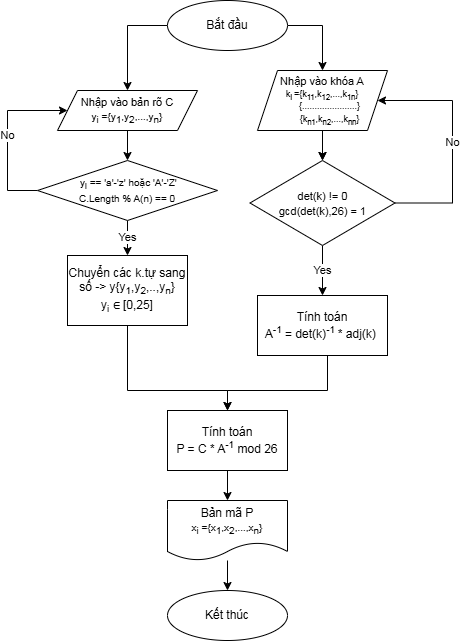 Bắt đầu
Nhập vào bản rõ C
yᵢ ={y₁,y₂,...,yₙ}
Nhập vào khóa A
kᵢ ={k₁₁,k₁₂,...,k₁ₙ}
{......................}
{kₙ₁,kₙ₂,...,kₙₙ}
No
No
yᵢ == 'a'-'z' hoặc 'A'-'Z'
C.Length % A(n) == 0
det(k) != 0
gcd(det(k),26) = 1
Yes
Yes
Chuyển các k.tự sang
số -> y{y₁,y₂,..,yₙ}
yᵢ ∈ [0,25]
Tính toán
A⁻¹ = det(k)⁻¹ * adj(k)
Tính toán
P = C * A⁻¹ mod 26
Bản mã P
xᵢ ={x₁,x₂,...,xₙ}
Kết thúc